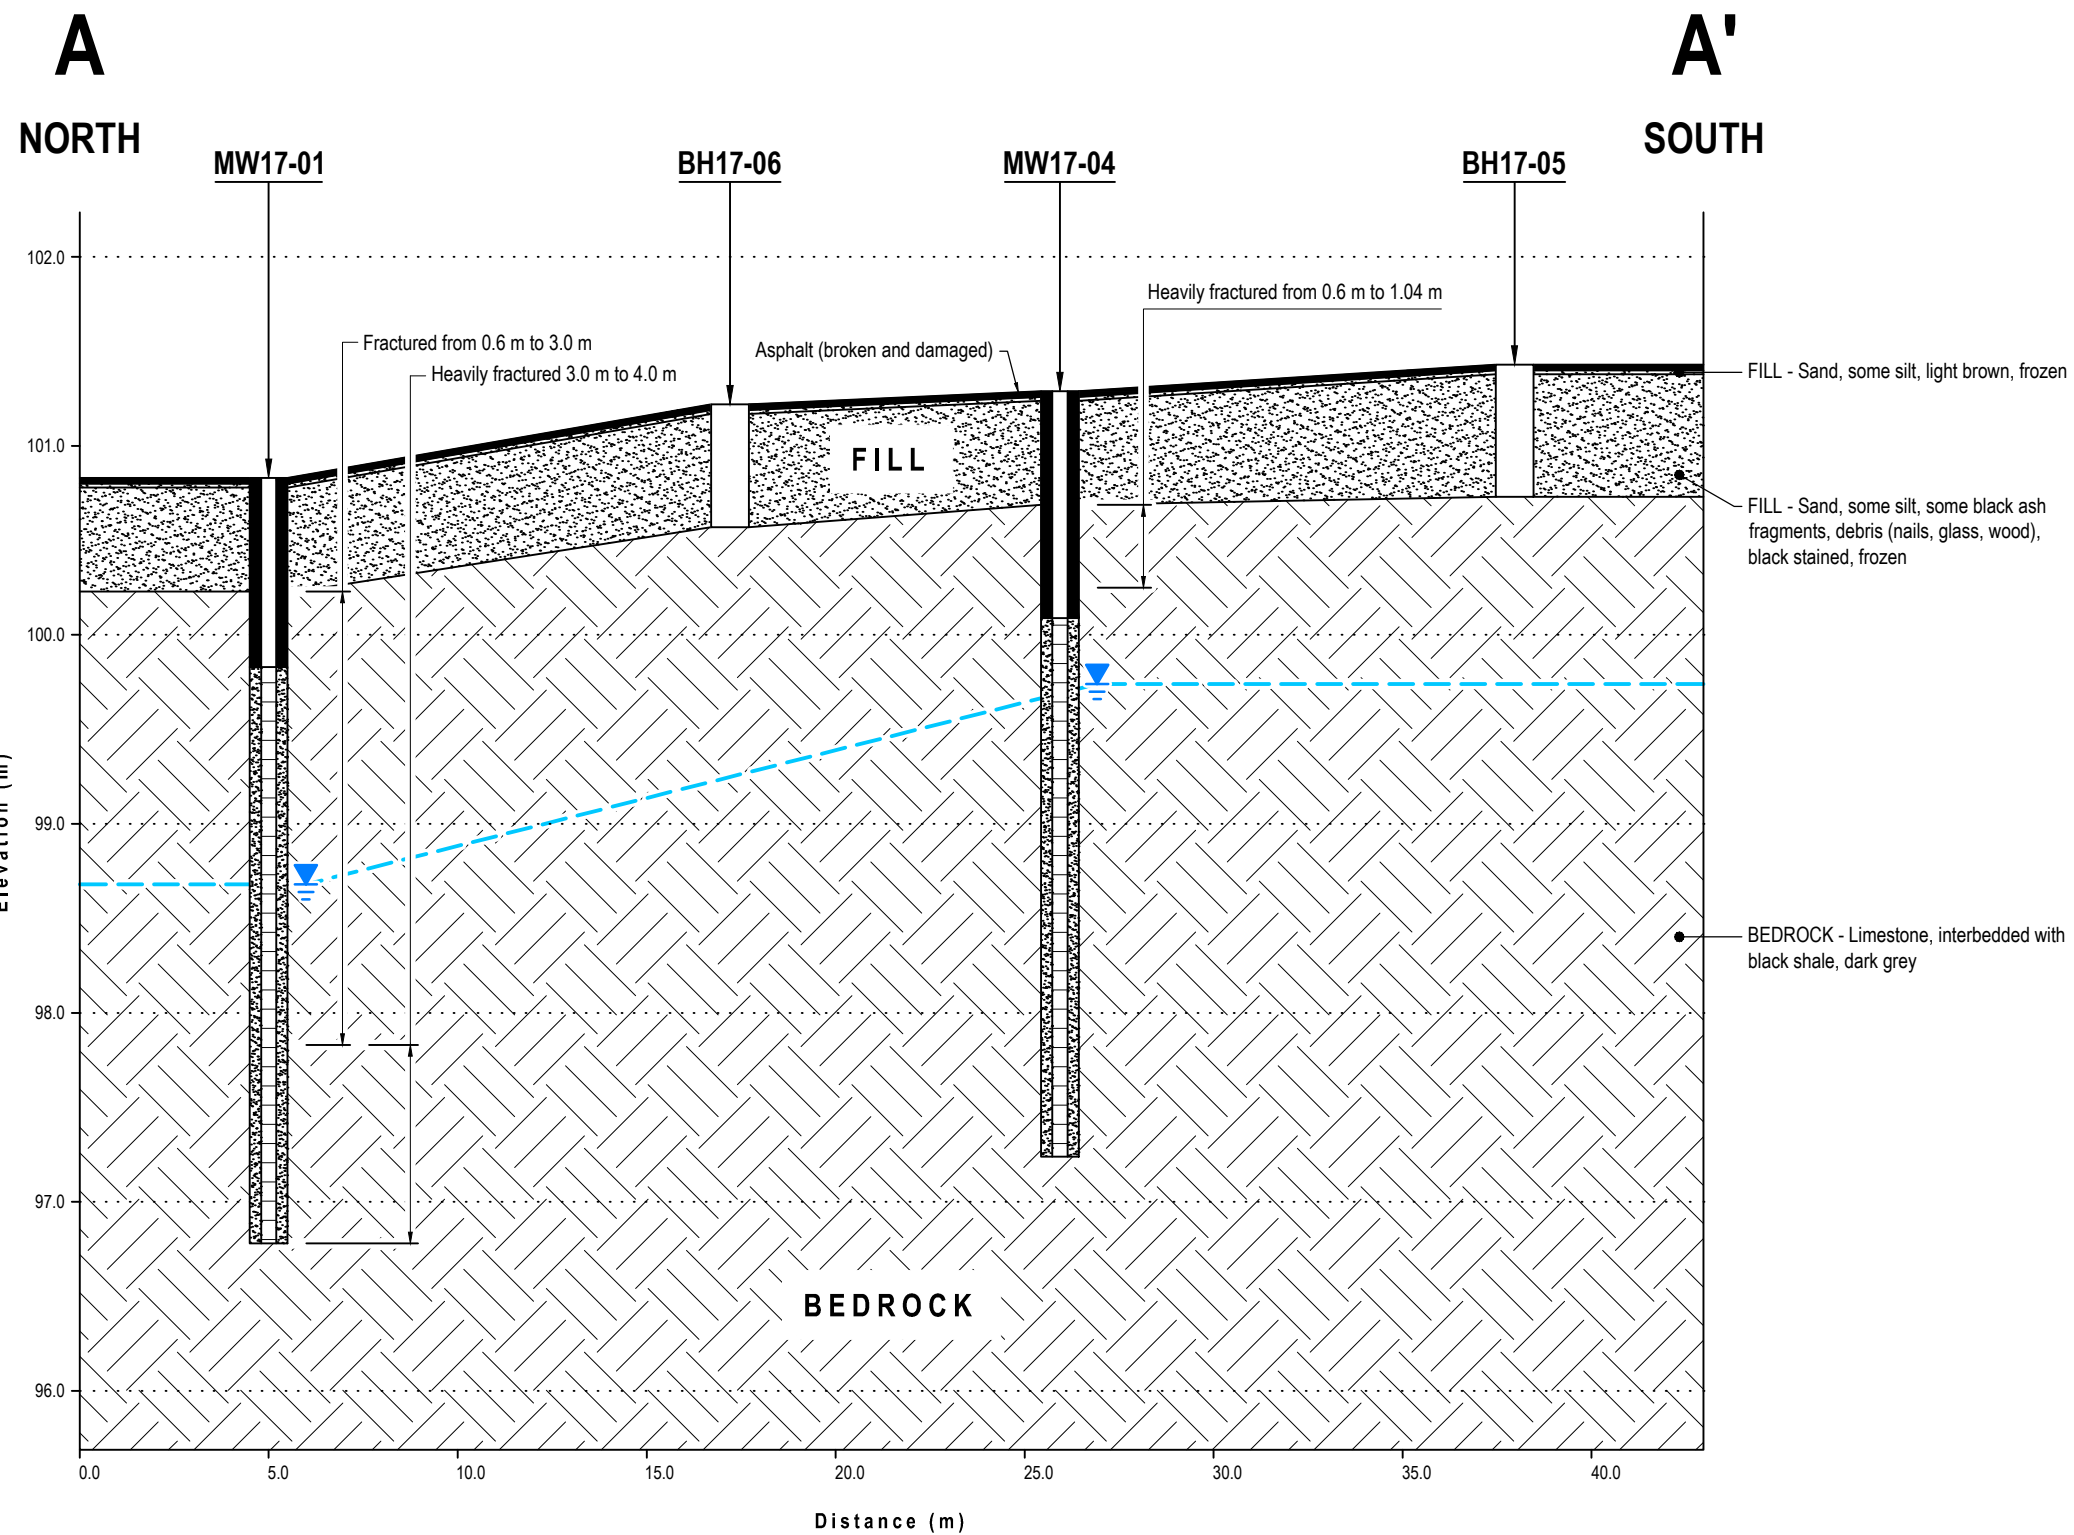 A
A'
NORTH
SOUTH
MW17-01
BH17-06
MW17-04
BH17-05
102.0
Heavily fractured from 0.6 m to 1.04 m
Fractured from 0.6 m to 3.0 m
Asphalt (broken and damaged)
Heavily fractured 3.0 m to 4.0 m
FILL - Sand, some silt, light brown, frozen
101.0
FILL
FILL - Sand, some silt, some black ash
fragments, debris (nails, glass, wood),
black stained, frozen
100.0
Elevation (m)
99.0
BEDROCK - Limestone, interbedded with
black shale, dark grey
98.0
97.0
BEDROCK
96.0
0.0
5.0
10.0
15.0
20.0
25.0
30.0
35.0
40.0
Distance (m)